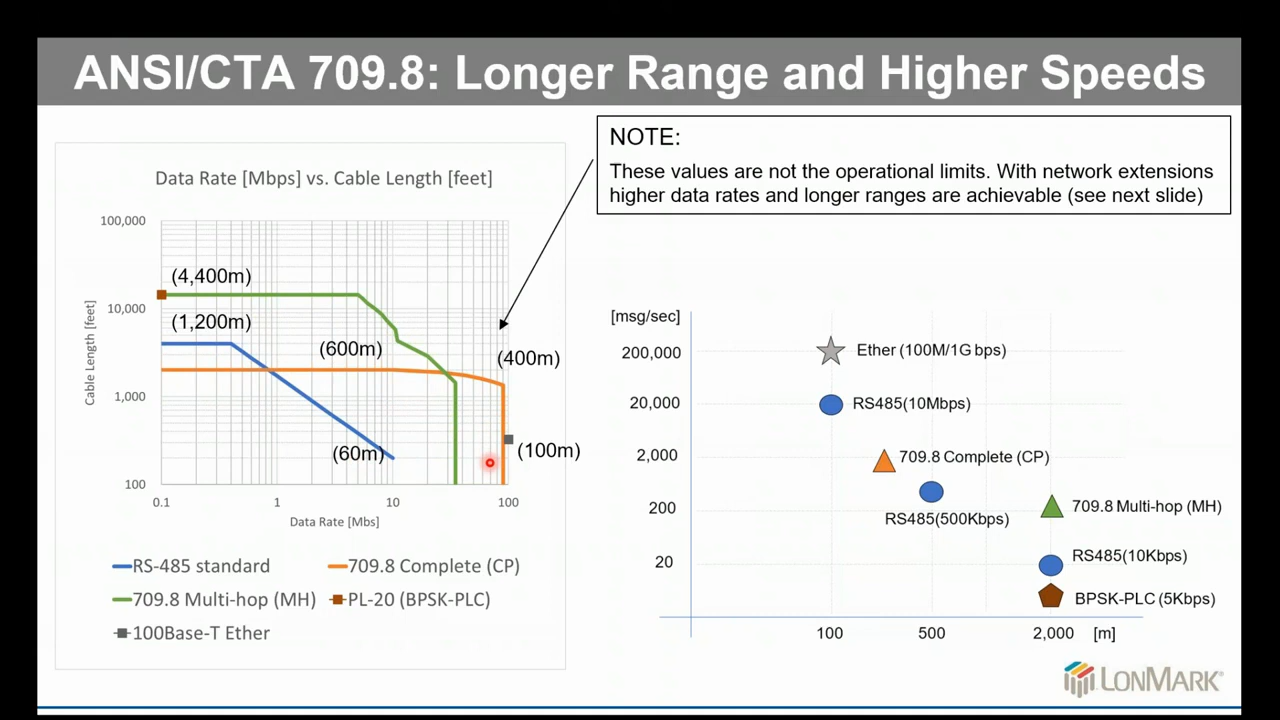 ANSI/CTA 709.8: Longer Range and Higher Speeds
NOTE:
These values are not the operational limits. With network extensions
higher data rates and longer ranges are achievable (see next slide)
Data Rate [Mbps] vs. Cable Length [feet]
Cable Length [feet]
100,000
10,000
1,000
100
(4,400m)
(1,200m)
(600m)
(400m)
(60m)
(100m)
0.1
1
10
100
Data Rate [Mbs]
RS-485 standard
709.8 Complete (CP)
709.8 Multi-hop (MH)
PL-20 (BPSK-PLC)
100Base-T Ether
[msg/sec]
200,000
20,000
2,000
200
20
Ether (100M/1G bps)
RS485(10Mbps)
709.8 Complete (CP)
RS485(500Kbps)
709.8 Multi-hop (MH)
RS485(10Kbps)
BPSK-PLC (5Kbps)
100
500
2,000
[m]
LONMARK